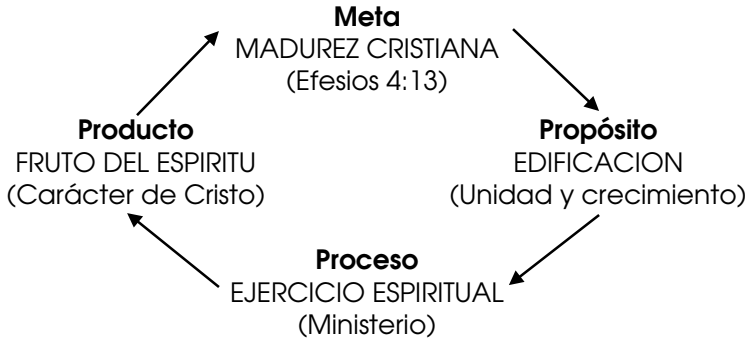 Meta
MADUREZ CRISTIANA
(Efesios 4:13)
Producto
FRUTO DEL ESPIRITU
(Carácter de Cristo)
Propósito
EDIFICACION
(Unidad y crecimiento)
Proceso
EJERCICIO ESPIRITUAL
(Ministerio)